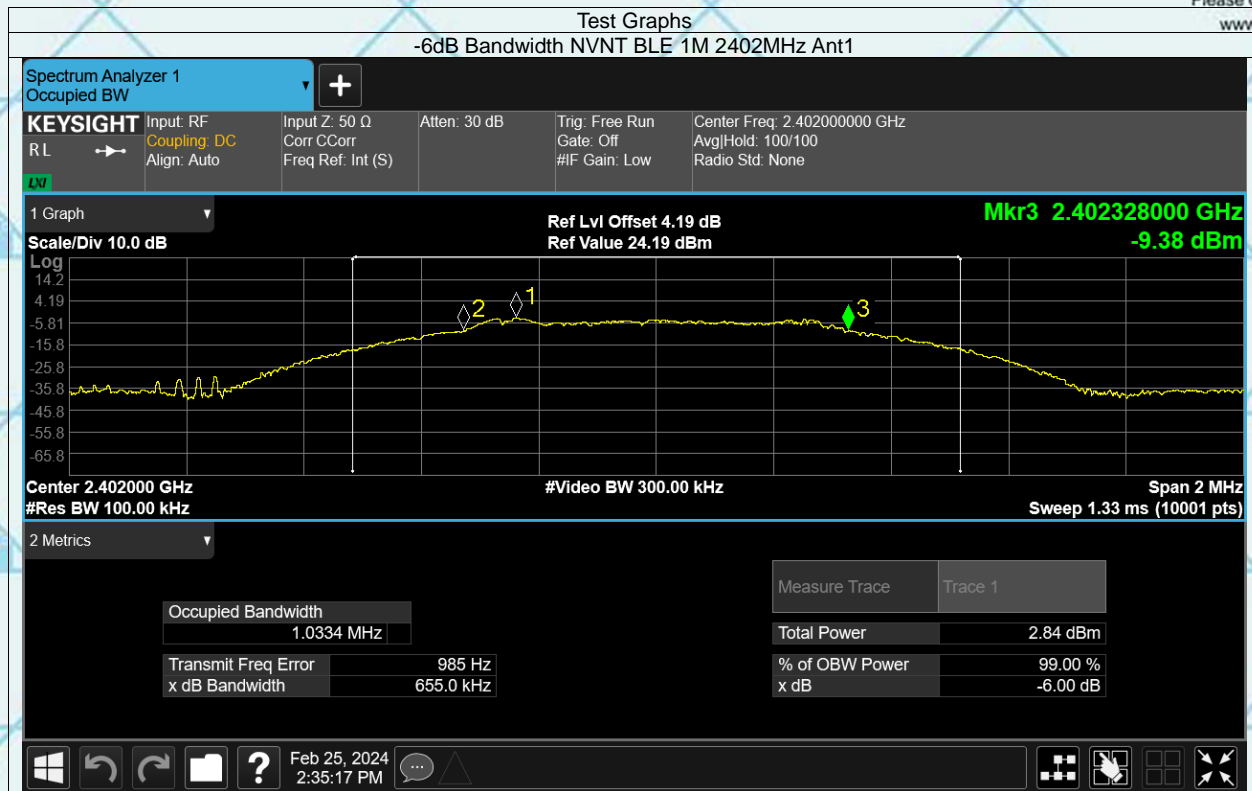 Please
www
Test Graphs
-6dB Bandwidth NVNT BLE 1M 2402MHz Ant1
Spectrum Analyzer 1
Occupied BW
+
KEYSIGHT
R L
LXI
Input: RF
Coupling: DC
Align: Auto
Input Z: 50 Ω
Corr CCorr
Freq Ref: Int (S)
Atten: 30 dB
Trig: Free Run
Gate: Off
#IF Gain: Low
Center Freq: 2.402000000 GHz
Avg|Hold: 100/100
Radio Std: None
1 Graph
Scale/Div 10.0 dB
Ref Lvl Offset 4.19 dB
Ref Value 24.19 dBm
Mkr3 2.402328000 GHz
-9.38 dBm
Log
14.2
4.19
-5.81
-15.8
-25.8
-35.8
-45.8
-55.8
-65.8
2
1
3
Center 2.402000 GHz
#Res BW 100.00 kHz
#Video BW 300.00 kHz
Span 2 MHz
Sweep 1.33 ms (10001 pts)
2 Metrics
Measure Trace Trace 1
Occupied Bandwidth
1.0334 MHz
Total Power 2.84 dBm
Transmit Freq Error 985 Hz
x dB Bandwidth 655.0 kHz
% of OBW Power 99.00 %
x dB -6.00 dB
?
Feb 25, 2024
2:35:17 PM